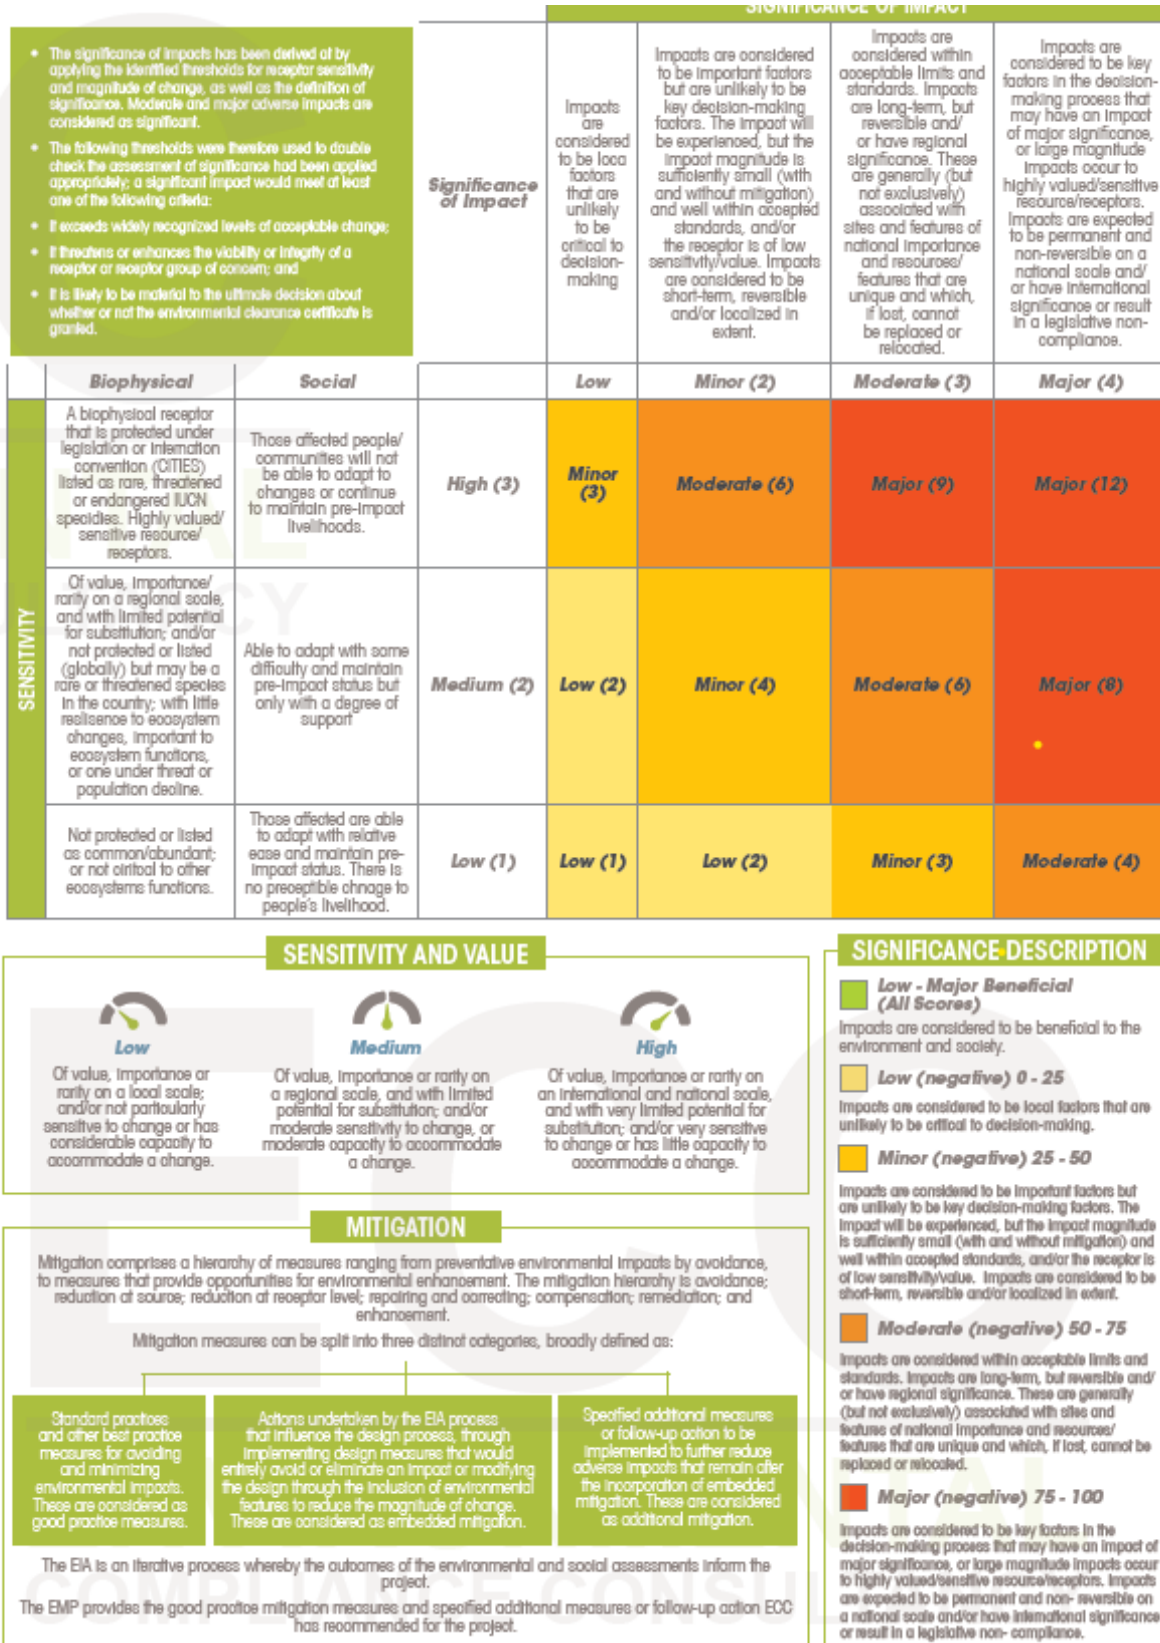 SIGNIFICANCE OF IMPACT
• The significance of impacts has been derived at by
applying the identified thresholds for receptor sensitivity
and magnitude of change, as well as the definition of
significance. Moderate and major adverse impacts are
considered as significant.
• The following thresholds were therefore used to double
check the assessment of significance had been applied
appropriately; a significant impact would meet at least
one of the following criteria:
• It exceeds widely recognized levels of acceptable change;
• It threatens or enhances the viability or integrity of a
receptor or receptor group of concern; and
• It is likely to be material to the ultimate decision about
whether or not the environmental clearance certificate is
granted.
Significance
of Impact
Impacts
are
considered
to be loca
factors
that are
unlikely
to be
critical to
decision-
making
Impacts are considered
to be important factors
but are unlikely to be
key decision-making
factors. The impact will
be experienced, but the
impact magnitude is
sufficiently small (with
and without mitigation)
and well within accepted
standards, and/or
the receptor is of low
sensitivity/value. Impacts
are considered to be
short-term, reversible
and/or localized in
extent.
Impacts are
considered within
acceptable limits and
standards. Impacts
are long-term, but
reversible and/
or have regional
significance. These
are generally (but
not exclusively)
associated with
sites and features of
national importance
and resources/
features that are
unique and which,
if lost, cannot
be replaced or
relocated.
Impacts are
considered to be key
factors in the decision-
making process that
may have an impact
of major significance,
or large magnitude
impacts occur to
highly valued/sensitive
resource/receptors.
Impacts are expected
to be permanent and
non-reversible on a
national scale and/
or have international
significance or result
in a legislative non-
compliance.
Biophysical
Social
Low
Minor (2)
Moderate (3)
Major (4)
SENSITIVITY
A biophysical receptor
that is protected under
legislation or internation
convention (CITIES)
listed as rare, threatened
or endangered IUCN
specidies. Highly valued/
sensitive resource/
receptors.
Those affected people/
communities will not
be able to adapt to
changes or continue
to maintain pre-impact
livelihoods.
High (3)
Minor
(3)
Moderate (6)
Major (9)
Major (12)
Of value, importance/
rarity on a regional scale,
and with limited potential
for substitution; and/or
not protected or listed
(globally) but may be a
rare or threatened species
in the country; with little
resilisence to ecosystem
changes, important to
ecosystem functions,
or one under threat or
population decline.
Able to adapt with some
difficulty and maintain
pre-impact status but
only with a degree of
support
Medium (2)
Low (2)
Minor (4)
Moderate (6)
Major (8)
Not protected or listed
as common/abundant;
or not ciritcal to other
ecosystems functions.
Those affected are able
to adapt with relative
ease and maintain pre-
impact status. There is
no preceptible chnage to
people's livelihood.
Low (1)
Low (1)
Low (2)
Minor (3)
Moderate (4)
SENSITIVITY AND VALUE
Low
Of value, importance or
rarity on a local scale;
and/or not particularly
sensitive to change or has
considerable capacity to
accommodate a change.
Medium
Of value, importance or rarity on
a regional scale, and with limited
potential for substitution; and/or
moderate sensitivity to change, or
moderate capacity to accommodate
a change.
High
Of value, importance or rarity on
an international and national scale,
and with very limited potential for
substitution; and/or very sensitive
to change or has little capacity to
accommodate a change.
MITIGATION
Mitigation comprises a hierarchy of measures ranging from preventative environmental impacts by avoidance,
to measures that provide opportunities for environmental enhancement. The mitigation hierarchy is avoidance;
reduction at source; reduction at receptor level; repairing and correcting; compensation; remediation; and
enhancement.
Mitigation measures can be split into three distinct categories, broadly defined as:
Standard practices
and other best practice
measures for avoiding
and minimizing
environmental impacts.
These are considered as
good practice measures.
Actions undertaken by the EIA process
that influence the design process, through
implementing design measures that would
entirely avoid or eliminate an impact or modifying
the design through the inclusion of environmental
features to reduce the magnitude of change.
These are considered as embedded mitigation.
Specified additional measures
or follow-up action to be
implemented to further reduce
adverse impacts that remain after
the incorporation of embedded
mitigation. These are considered
as additional mitigation.
The EIA is an iterative process whereby the outcomes of the environmental and social assessments inform the
project.
The EMP provides the good practice mitigation measures and specified additional measures or follow-up action ECC
has recommended for the project.
SIGNIFICANCE DESCRIPTION
Low - Major Beneficial
(All Scores)
Impacts are considered to be beneficial to the
environment and society.
Low (negative) 0 - 25
Impacts are considered to be local factors that are
unlikely to be critical to decision-making.
Minor (negative) 25 - 50
Impacts are considered to be important factors but
are unlikely to be key decision-making factors. The
impact will be experienced, but the impact magnitude
is sufficiently small (with and without mitigation) and
well within accepted standards, and/or the receptor is
of low sensitivity/value. Impacts are considered to be
short-term, reversible and/or localized in extent.
Moderate (negative) 50 - 75
Impacts are considered within acceptable limits and
standards. Impacts are long-term, but reversible and/
or have regional significance. These are generally
(but not exclusively) associated with sites and
features of national importance and resources/
features that are unique and which, if lost, cannot be
replaced or relocated.
Major (negative) 75 - 100
Impacts are considered to be key factors in the
decision-making process that may have an impact of
major significance, or large magnitude impacts occur
to highly valued/sensitive resource/receptors. Impacts
are expected to be permanent and non- reversible on
a national scale and/or have international significance
or result in a legislative non- compliance.
ECC
COMPLIANCE CONSUL